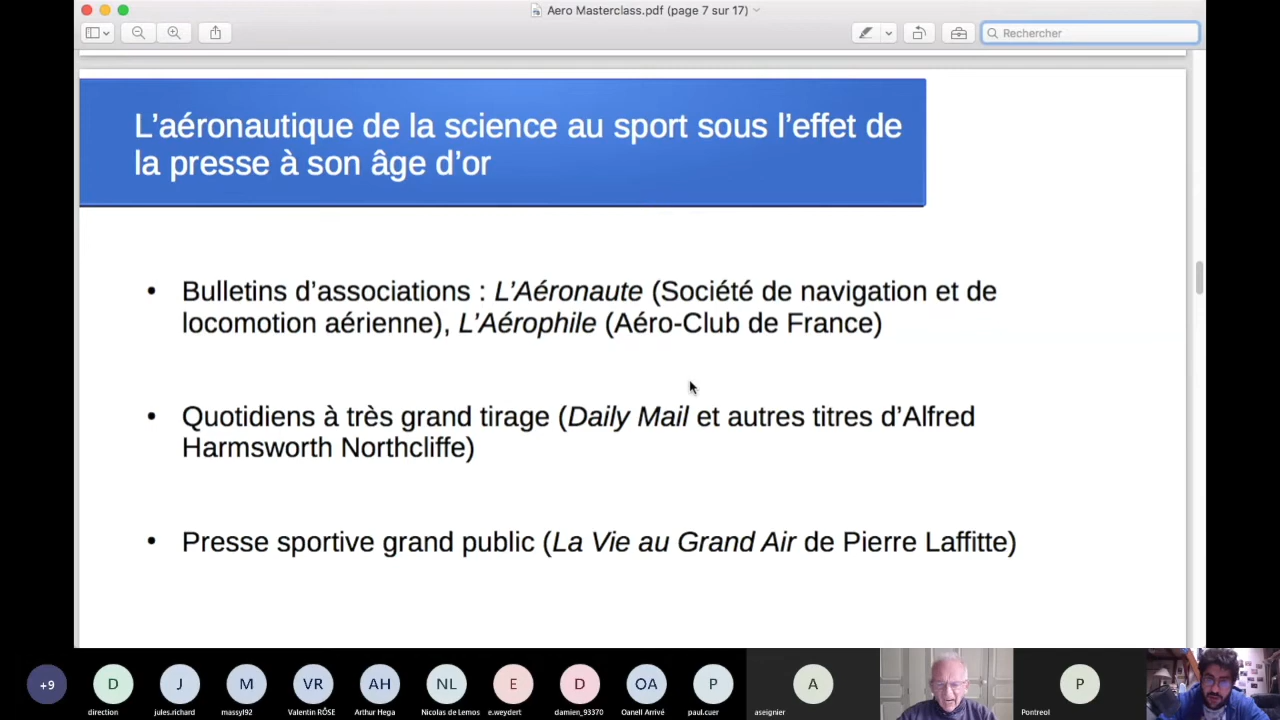 Aero Masterclass.pdf (page 7 sur 17)
Rechercher
L’aéronautique de la science au sport sous l’effet de
la presse à son âge d’or
• Bulletins d’associations : L’Aéronaute (Société de navigation et de
locomotion aérienne), L’Aérophile (Aéro-Club de France)
• Quotidiens à très grand tirage (Daily Mail et autres titres d’Alfred
Harmsworth Northcliffe)
• Presse sportive grand public (La Vie au Grand Air de Pierre Laffitte)
+9
D
J
M
VR
AH
NL
E
D
OA
P
A
P
direction
jules.richard
massyl92
Valentin RÔSE
Arthur Hega
Nicolas de Lemos
e.weydert
damien_93370
Oanell Arrivé
paul.cuer
aseignier
Pontreol